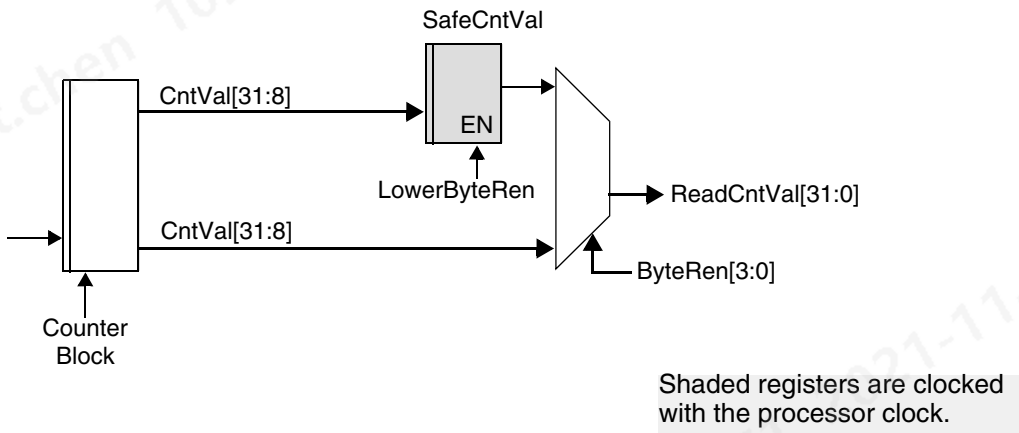 SafeCntVal
CntVal[31:8]
EN
LowerByteRen
ReadCntVal[31:0]
CntVal[31:8]
ByteRen[3:0]
Counter
Block
Shaded registers are clocked
with the processor clock.